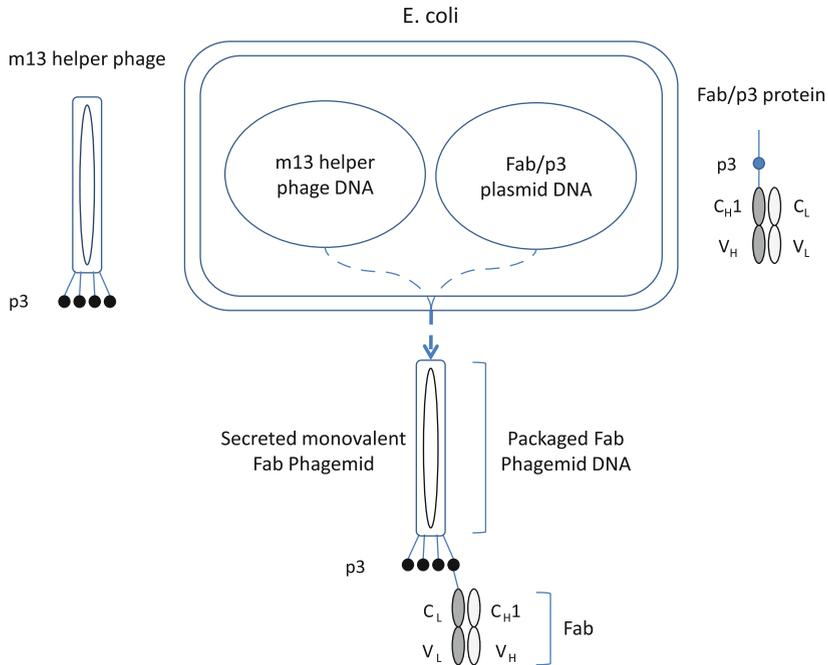 E. coli
m13 helper phage
p3
m13 helper
phage DNA
Fab/p3
plasmid DNA
Fab/p3 protein
p3
CH1 CL
VH VL
Secreted monovalent
Fab Phagemid
Packaged Fab
Phagemid DNA
p3
CL CH1
VL VH
Fab